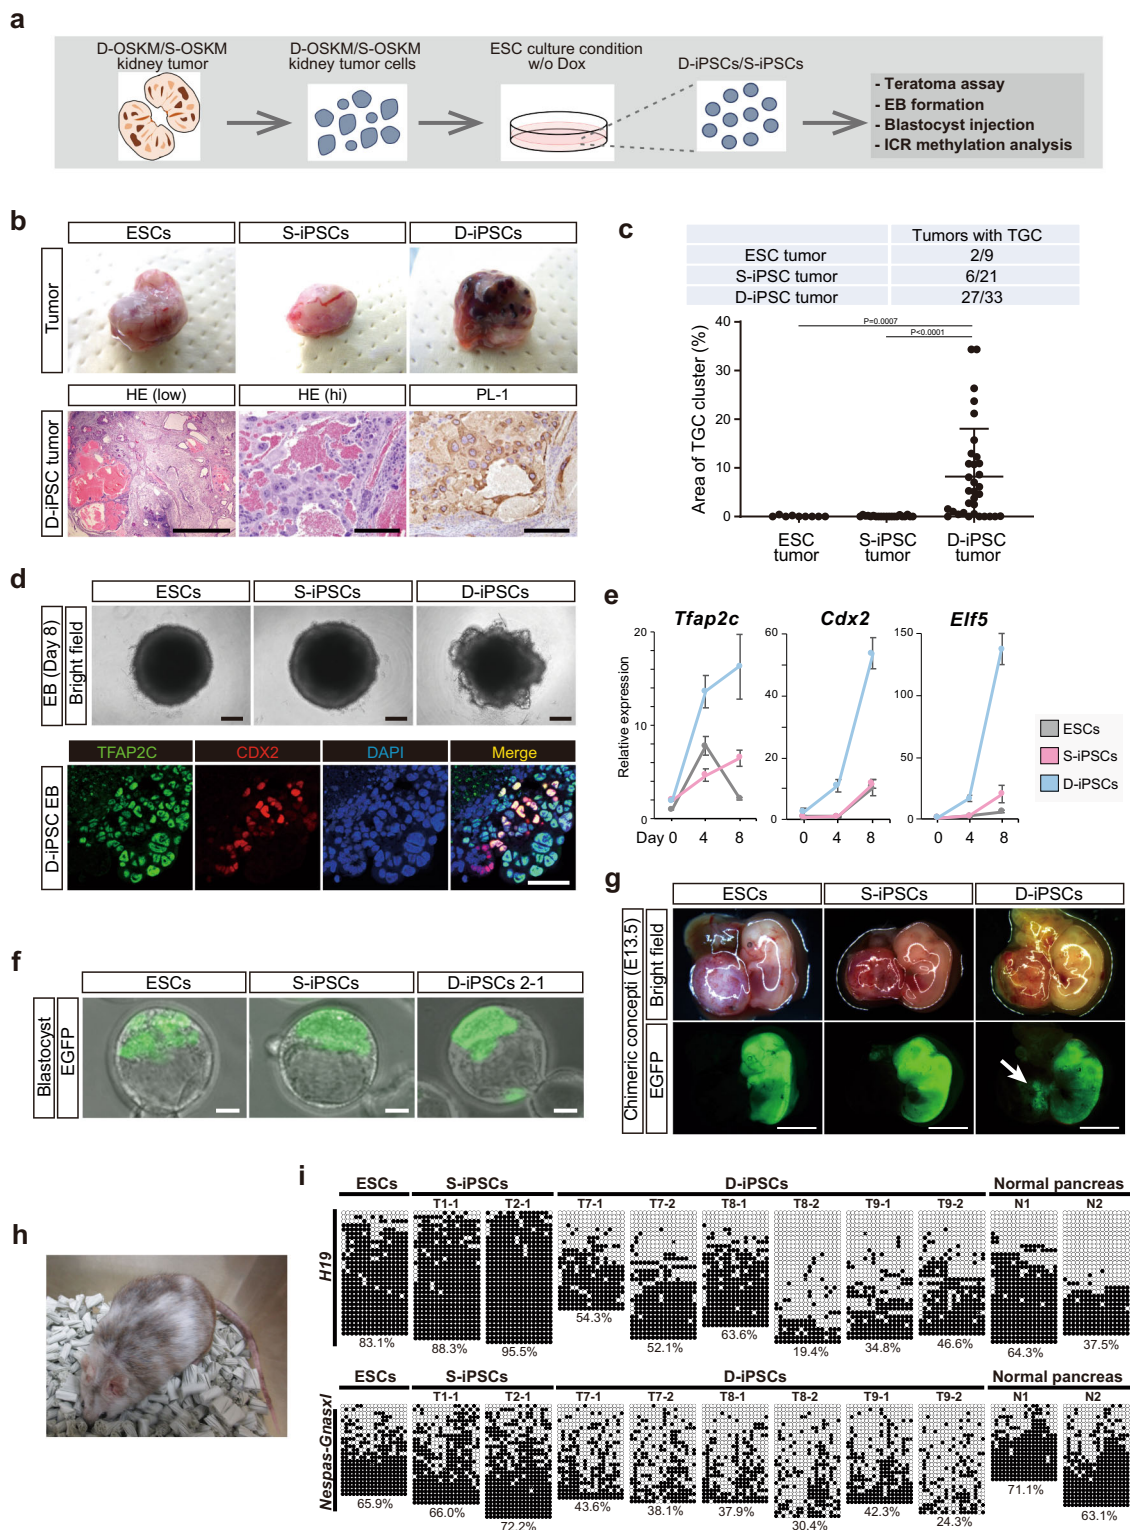 a
D-OSKM/S-OSKM
kidney tumor
D-OSKM/S-OSKM
kidney tumor cells
ESC culture condition
w/o Dox
D-iPSCs/S-iPSCs
- Teratoma assay
- EB formation
- Blastocyst injection
- ICR methylation analysis
b
ESCs S-iPSCs D-iPSCs
Tumor
HE (low) HE (hi) PL-1
D-iPSC tumor
c
Tumors with TGC
ESC tumor 2/9
S-iPSC tumor 6/21
D-iPSC tumor 27/33
P=0.0007
P<0.0001
Area of TGC cluster (%)
40
30
20
10
0
ESC
tumor
S-iPSC
tumor
D-iPSC
tumor
d
ESCs S-iPSCs D-iPSCs
EB (Day 8)
Bright field
TFAP2C CDX2 DAPI Merge
D-iPSC EB
e
Tfap2c Cdx2 Elf5
Relative expression
20
16
12
8
4
0
60
50
40
30
20
10
0
150
100
50
0
Day 0 4 8 0 4 8 0 4 8
ESCs
S-iPSCs
D-iPSCs
f
ESCs S-iPSCs D-iPSCs 2-1
Blastocyst
EGFP
g
ESCs S-iPSCs D-iPSCs
Chimeric concepti (E13.5)
Bright field
EGFP
h
i
ESCs S-iPSCs D-iPSCs Normal pancreas
T1-1 T2-1 T7-1 T7-2 T8-1 T8-2 T9-1 T9-2 N1 N2
H19
83.1% 88.3% 95.5% 54.3% 52.1% 63.6% 19.4% 34.8% 46.6% 64.3% 37.5%
ESCs S-iPSCs D-iPSCs Normal pancreas
T1-1 T2-1 T7-1 T7-2 T8-1 T8-2 T9-1 T9-2 N1 N2
Nespas-Gnasxl
65.9% 66.0% 72.2% 43.6% 38.1% 37.9% 30.4% 42.3% 24.3% 71.1% 63.1%